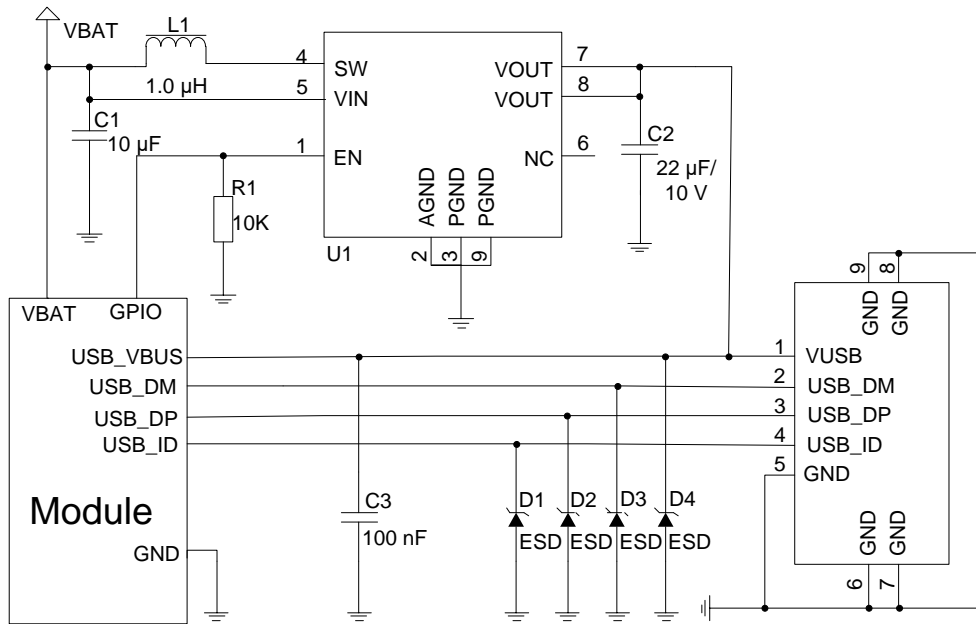 VBAT
L1
1.0 µH
C1
10 µF
R1
10K
4
5
1
SW
VIN
EN
VOUT
VOUT
NC
7
8
6
AGND
PGND
PGND
2
3
9
U1
C2
22 µF/
10 V
VBAT
GPIO
USB_VBUS
USB_DM
USB_DP
USB_ID
Module
GND
C3
100 nF
D1
ESD
D2
ESD
D3
ESD
D4
ESD
9
8
GND
GND
1
2
3
4
5
VUSB
USB_DM
USB_DP
USB_ID
GND
GND
GND
6
7